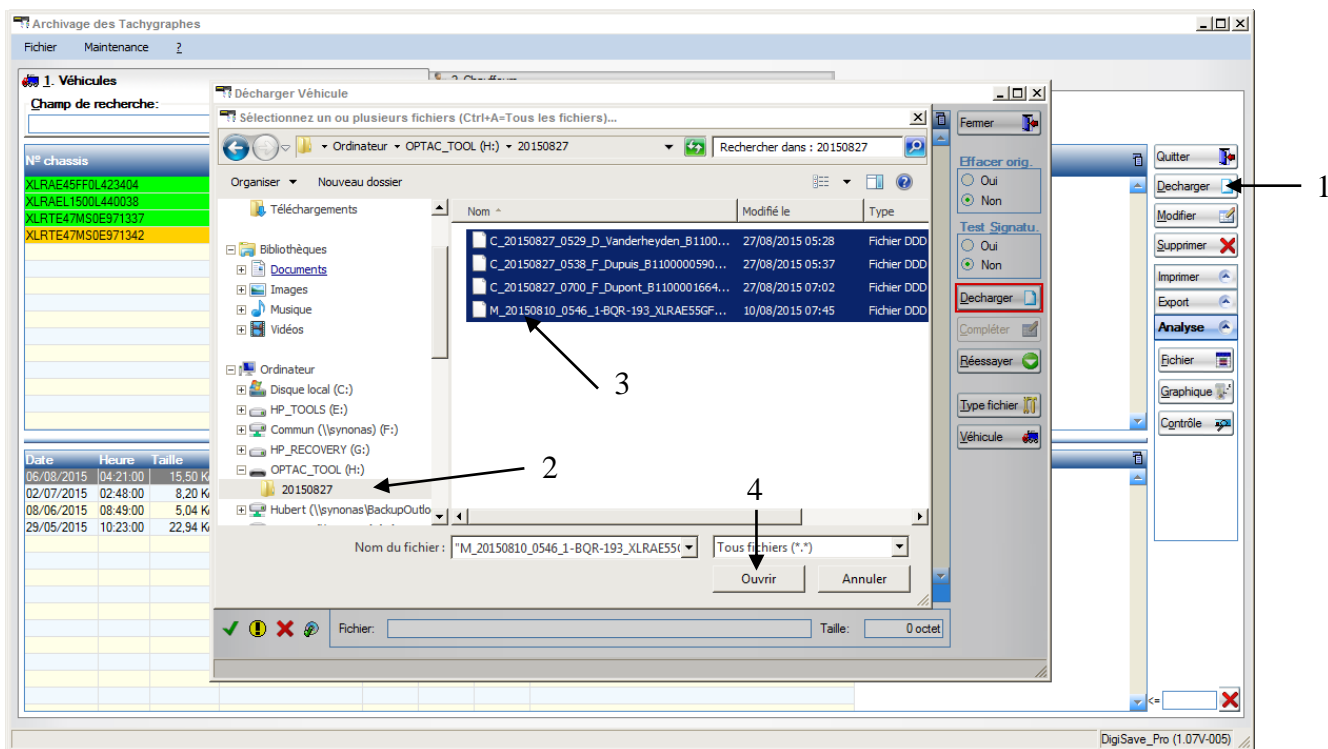 Archivage des Tachygraphes
Fichier Maintenance ?
1. Véhicules
Champ de recherche:
Nº chassis
XLRAE45FF0L423404
XLRAEL1500L440038
XLRTE47MS0E971337
XLRTE47MS0E971342
Date Heure Taille
06/08/2015 04:21:00 15,50 K
02/07/2015 02:48:00 8,20 K
08/06/2015 08:49:00 5,04 K
29/05/2015 10:23:00 22,94 K
Décharger Véhicule
Sélectionnez un ou plusieurs fichiers (Ctrl+A=Tous les fichiers)...
Ordinateur OPTAC_TOOL (H:) 20150827
Rechercher dans : 20150827
Organiser Nouveau dossier
Téléchargements
Bibliothèques
Documents
Images
Musique
Vidéos
Ordinateur
Disque local (C:)
HP_TOOLS (E:)
Commun (\\synonas) (F:)
HP_RECOVERY (G:)
OPTAC_TOOL (H:)
20150827
Hubert (\\synonas\BackupOutlo
Nom Modifié le Type
C_20150827_0529_D_Vanderheyden_B1100... 27/08/2015 05:28 Fichier DDD
C_20150827_0538_F_Dupuis_B1100000590... 27/08/2015 05:37 Fichier DDD
C_20150827_0700_F_Dupont_B1100001664... 27/08/2015 07:02 Fichier DDD
M_20150810_0546_1-BQR-193_XLRAE55GF... 10/08/2015 07:45 Fichier DDD
3
2
4
Nom du fichier : "M_20150810_0546_1-BQR-193_XLRAE55( Tous fichiers (*.*)
Ouvrir Annuler
Fichier: Taille: 0 octet
Fermer
Effacer orig.
Oui
Non
Test Signatu.
Oui
Non
Decharger
Compléter
Réessayer
Type fichier
Véhicule
Quitter
Decharger
1
Modifier
Supprimer
Imprimer
Export
Analyse
Fichier
Graphique
Contrôle
<=
DigiSave_Pro (1.07V-005)